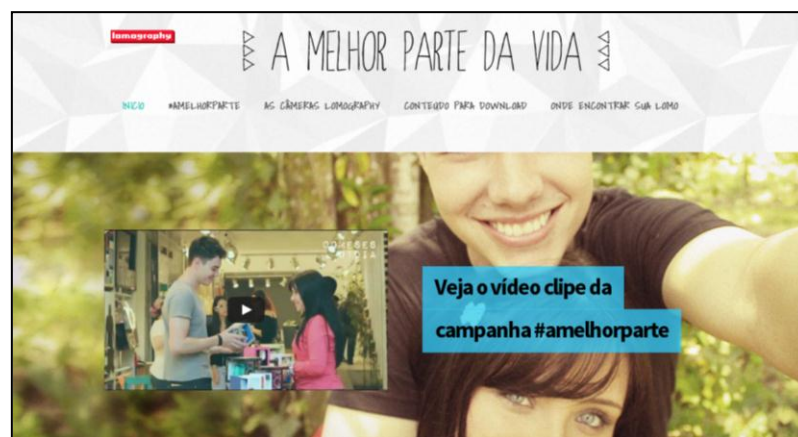 lomography
A MELHOR PARTE DA VIDA
INÍCIO #AMELHORPARTE AS CÂMERAS LOMOGRAPHY CONTEÚDO PARA DOWNLOAD ONDE ENCONTRAR SUA LOMO
Veja o vídeo clipe da
campanha #amelhorparte